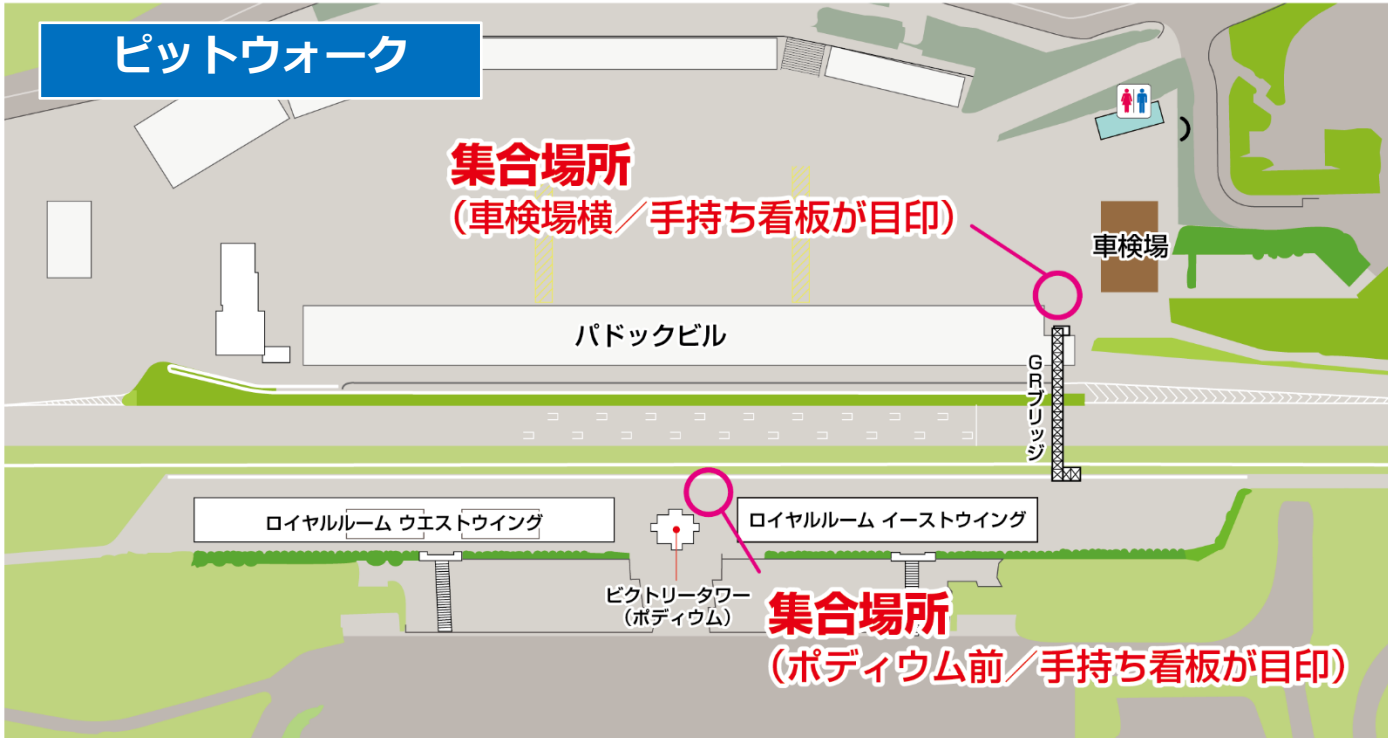 ピットウォーク
集合場所
（車検場横／手持ち看板が目印）
車検場
パドックビル
GRブリッジ
ロイヤルルーム ウエストウイング
ロイヤルルーム イーストウイング
ビクトリータワー
（ポディウム）
集合場所
（ポディウム前／手持ち看板が目印）